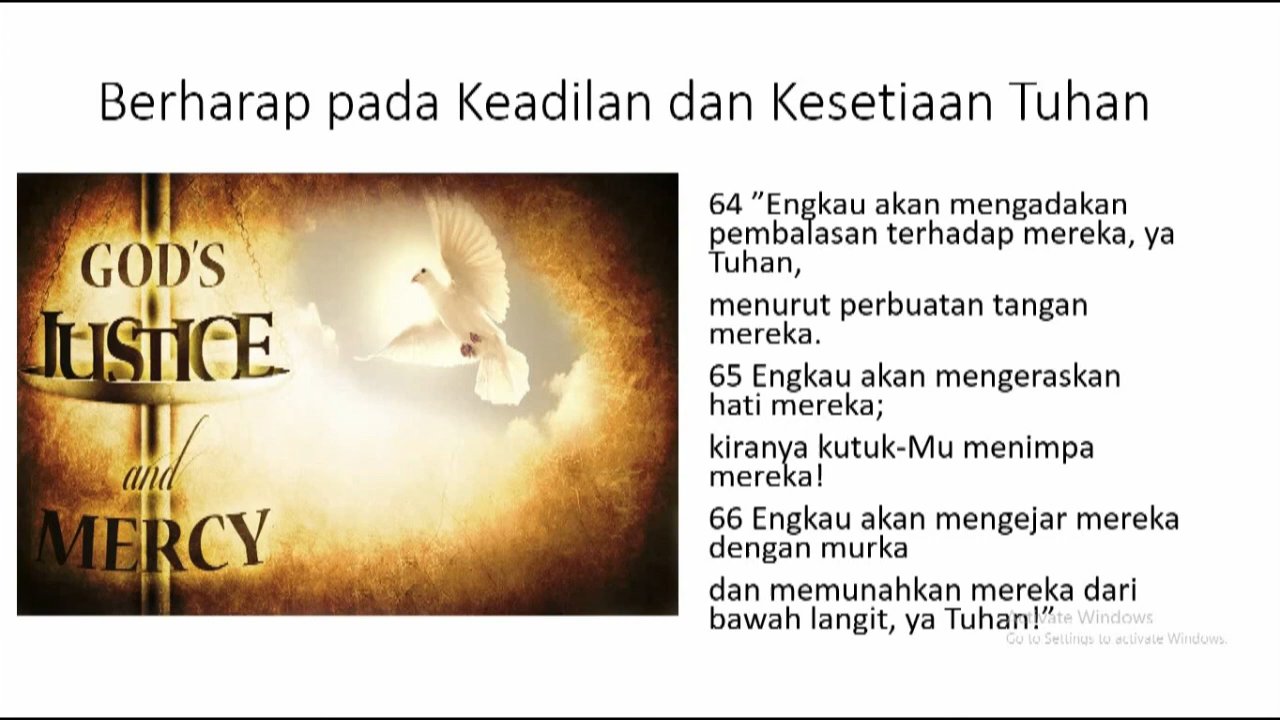 Berharap pada Keadilan dan Kesetiaan Tuhan
GOD'S
JUSTICE
and
MERCY
64 ”Engkau akan mengadakan
pembalasan terhadap mereka, ya
Tuhan,
menurut perbuatan tangan
mereka.
65 Engkau akan mengeraskan
hati mereka;
kiranya kutuk-Mu menimpa
mereka!
66 Engkau akan mengejar mereka
dengan murka
dan memunahkan mereka dari
bawah langit, ya Tuhan!”
Activate Windows
Go to Settings to activate Windows.